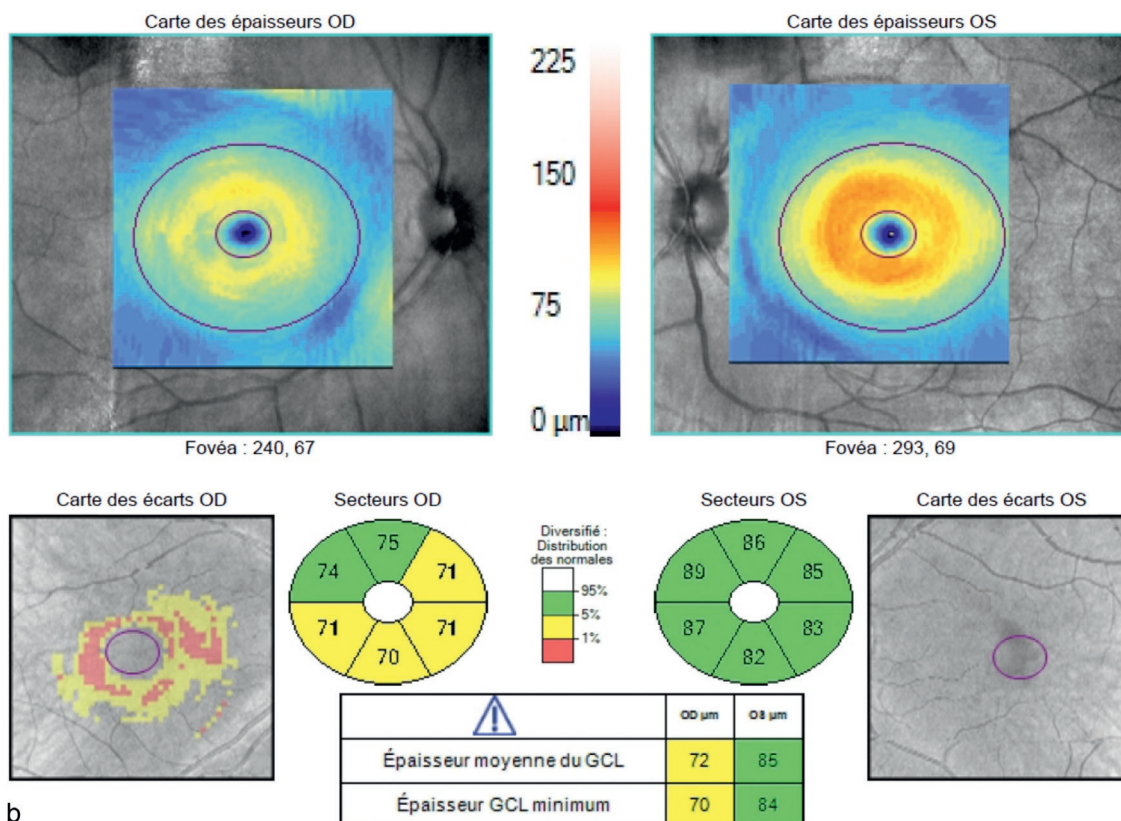 Carte des épaisseurs OD
Carte des épaisseurs OS
225
150
75
0 µm
Fovéa : 240, 67
Fovéa : 293, 69
Carte des écarts OD
Secteurs OD
Secteurs OS
Carte des écarts OS
75
74
71
71
71
70
Diversifié :
Distribution
des normales
95%
5%
1%
86
89
85
87
83
82
OD µm
OS µm
Épaisseur moyenne du GCL
72
85
Épaisseur GCL minimum
70
84
b